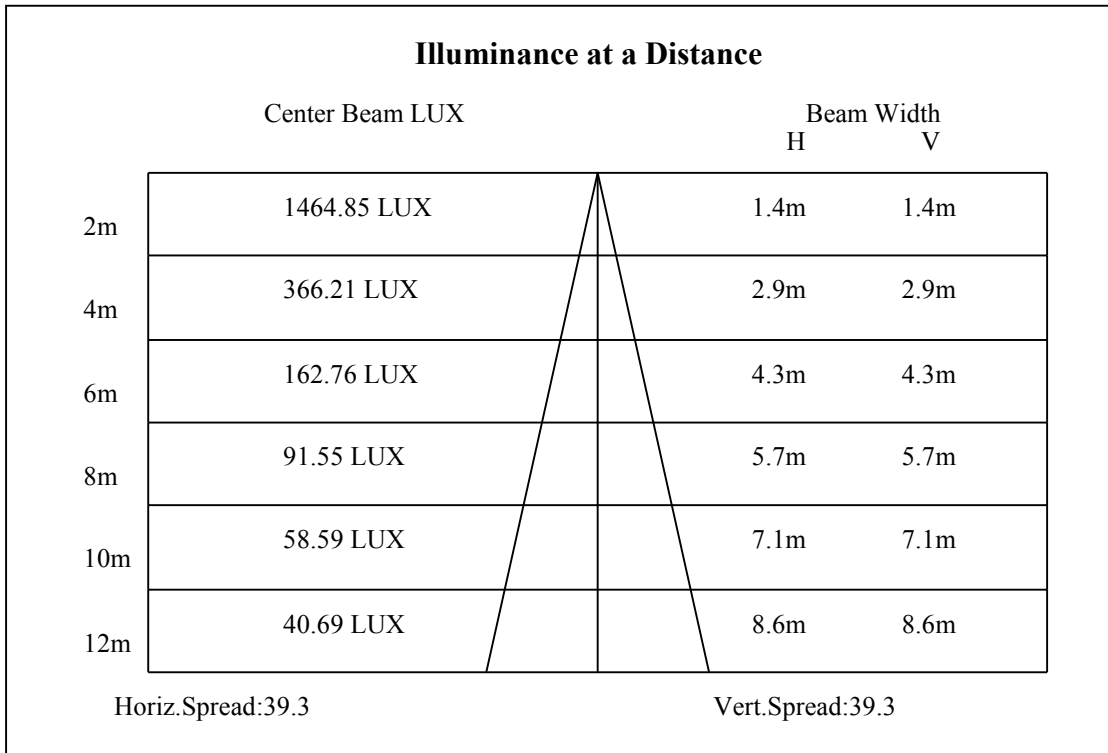 Illuminance at a Distance
Center Beam LUX Beam Width
H V
2m 1464.85 LUX 1.4m 1.4m
4m 366.21 LUX 2.9m 2.9m
6m 162.76 LUX 4.3m 4.3m
8m 91.55 LUX 5.7m 5.7m
10m 58.59 LUX 7.1m 7.1m
12m 40.69 LUX 8.6m 8.6m
Horiz.Spread:39.3 Vert.Spread:39.3